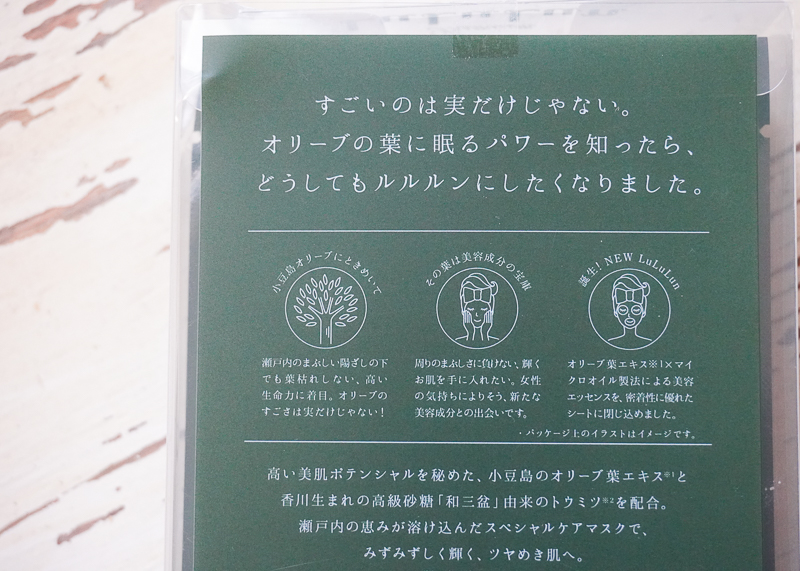 すごいのは実だけじゃない。
オリーブの葉に眠るパワーを知ったら、
どうしてもルルルンにしたくなりました。
小豆島オリーブにときめいて
瀬戸内のまぶしい陽ざしの下
でも葉枯れしない、高い
生命力に着目。オリーブの
すごさは実だけじゃない!
その葉は美容成分の宝庫
周りのまぶしさに負けない、輝く
お肌を手に入れたい。女性
の気持ちによりそう、新たな
美容成分との出会いです。
誕生! NEW LuLuLun
オリーブ葉エキス※1×マイ
クロオイル製法による美容
エッセンスを、密着性に優れた
シートに閉じ込めました。
・パッケージ上のイラストはイメージです。
高い美肌ポテンシャルを秘めた、小豆島のオリーブ葉エキス※1と
香川生まれの高級砂糖「和三盆」由来のトウミツ※2を配合。
瀬戸内の恵みが溶け込んだスペシャルケアマスクで、
みずみずしく輝く、ツヤめき肌へ。